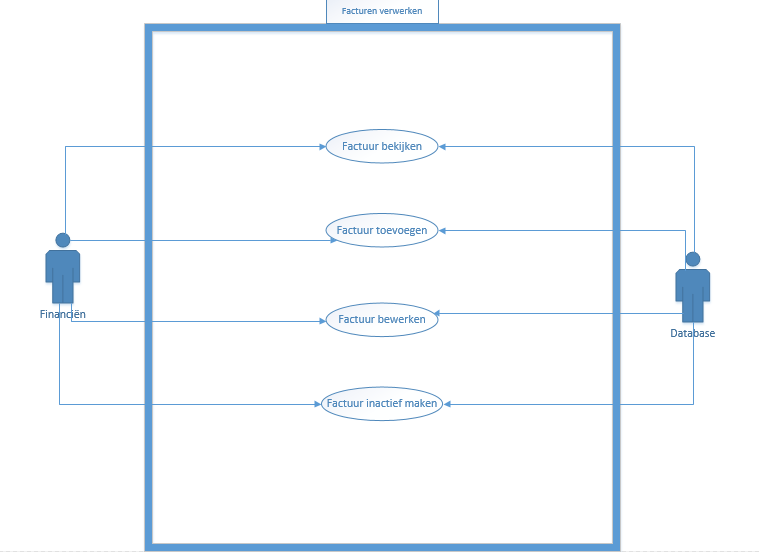 Facturen verwerken
Factuur bekijken
Factuur toevoegen
Financiën
Factuur bewerken
Database
Factuur inactief maken